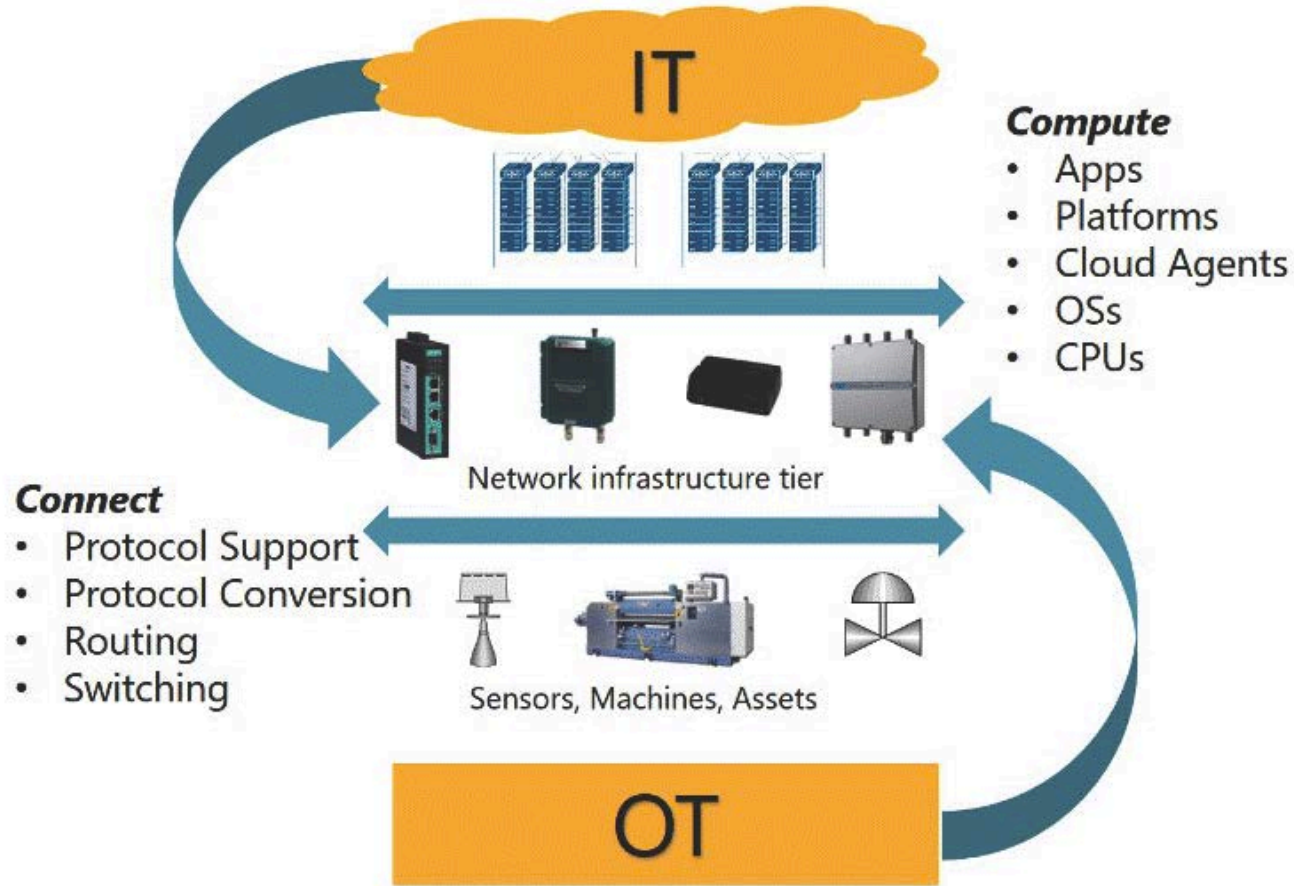 IT
Compute
• Apps
• Platforms
• Cloud Agents
• OSs
• CPUs
Network infrastructure tier
Connect
• Protocol Support
• Protocol Conversion
• Routing
• Switching
Sensors, Machines, Assets
OT